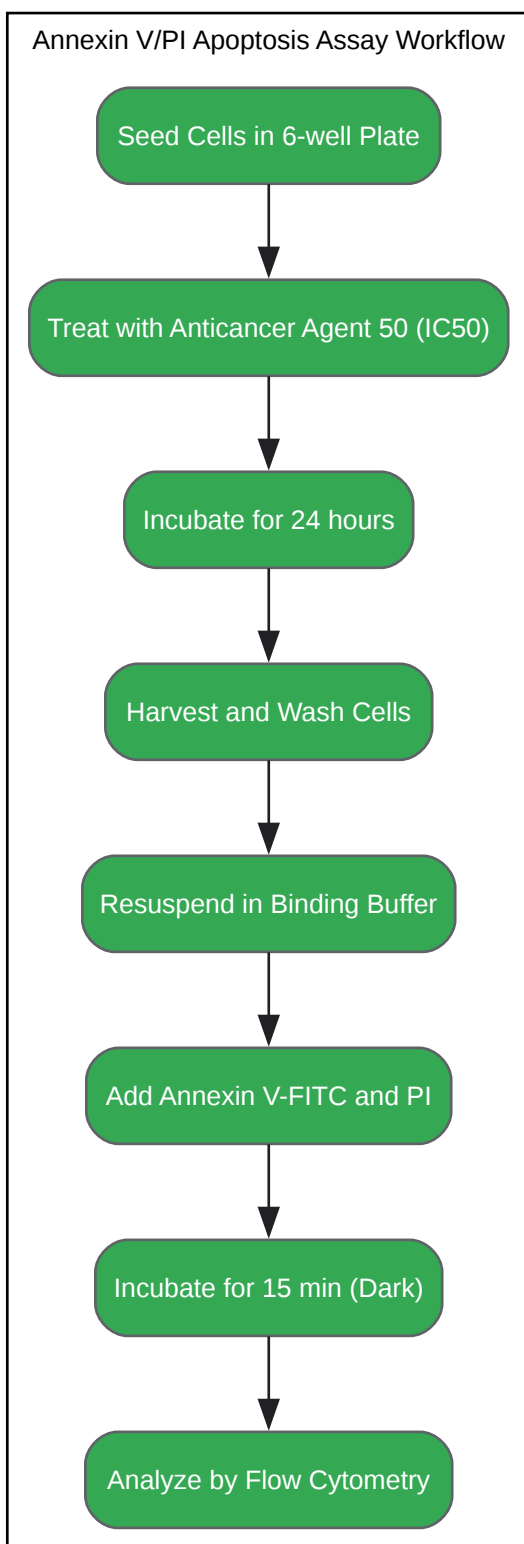 Annexin V/PI Apoptosis Assay Workflow
Seed Cells in 6-well Plate
Treat with Anticancer Agent 50 (IC50)
Incubate for 24 hours
Harvest and Wash Cells
Resuspend in Binding Buffer
Add Annexin V-FITC and PI
Incubate for 15 min (Dark)
Analyze by Flow Cytometry